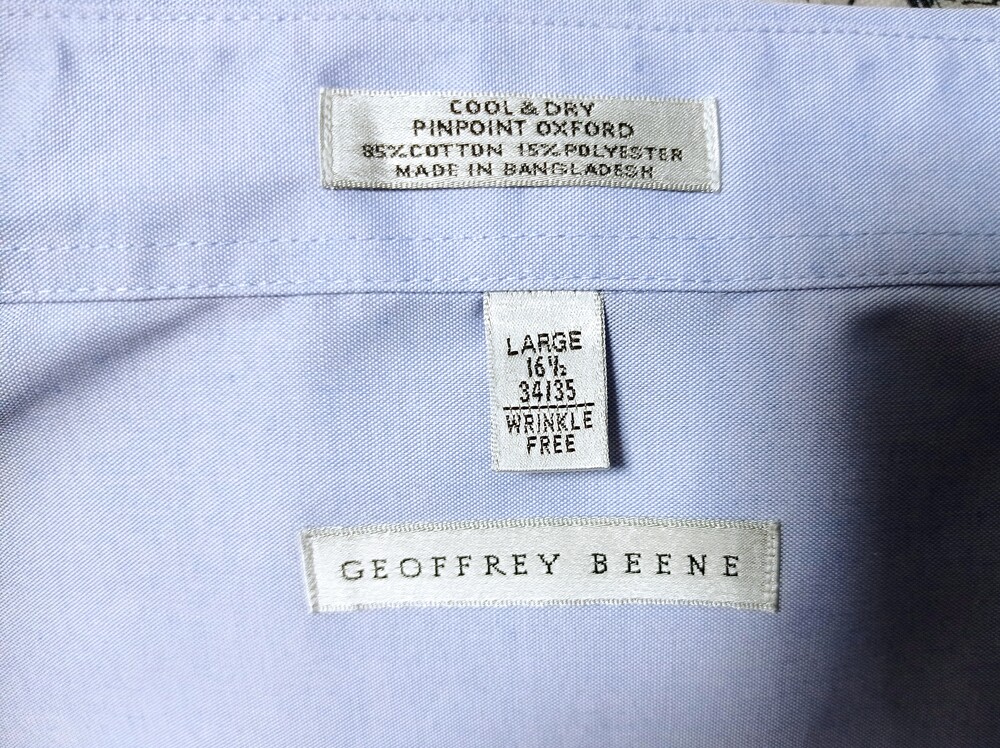 COOL & DRY
PINPOINT OXFORD
85% COTTON 15% POLYESTER
MADE IN BANGLADESH
LARGE
16½
34/35
WRINKLE
FREE
GEOFFREY BEENE